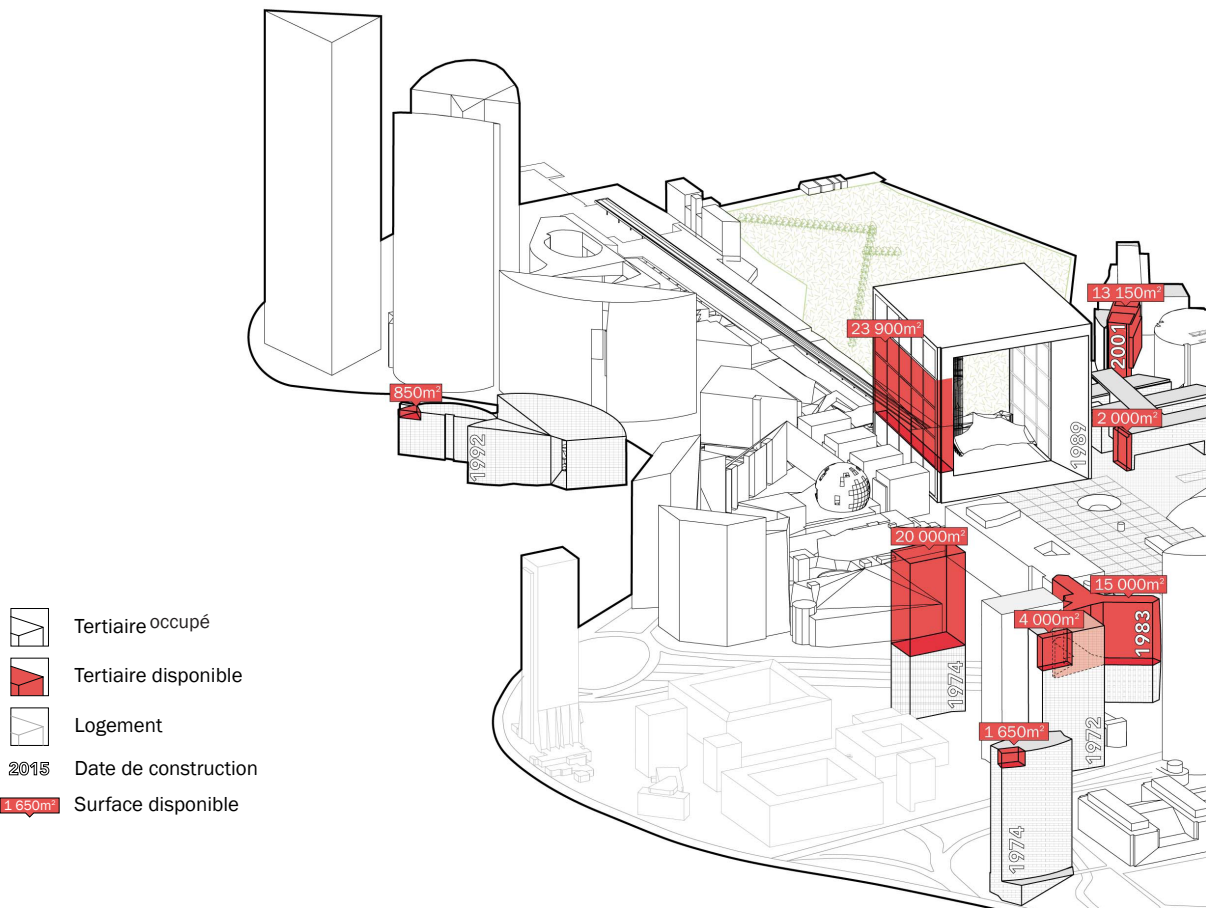 13 150m²
23 900m²
2001
850m²
2 000m²
1992
1989
20 000m²
15 000m²
4 000m²
1983
1974
1972
1 650m²
1974
Tertiaire occupé
Tertiaire disponible
Logement
2015 Date de construction
1 650m² Surface disponible